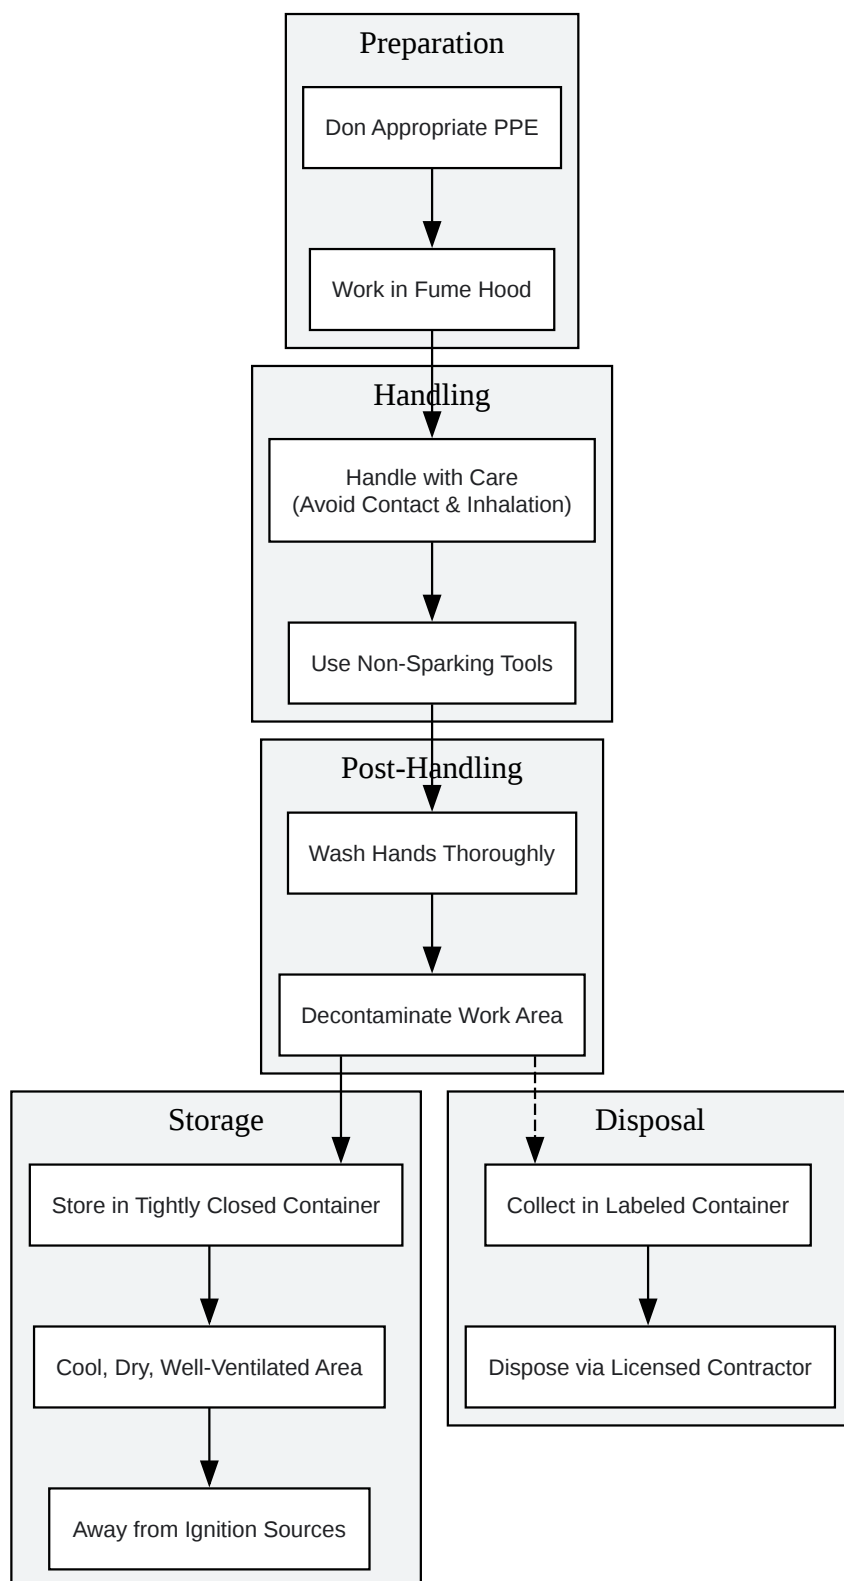 Preparation
Don Appropriate PPE
Work in Fume Hood
Handling
Handle with Care
(Avoid Contact & Inhalation)
Use Non-Sparking Tools
Post-Handling
Wash Hands Thoroughly
Decontaminate Work Area
Storage
Store in Tightly Closed Container
Cool, Dry, Well-Ventilated Area
Away from Ignition Sources
Disposal
Collect in Labeled Container
Dispose via Licensed Contractor